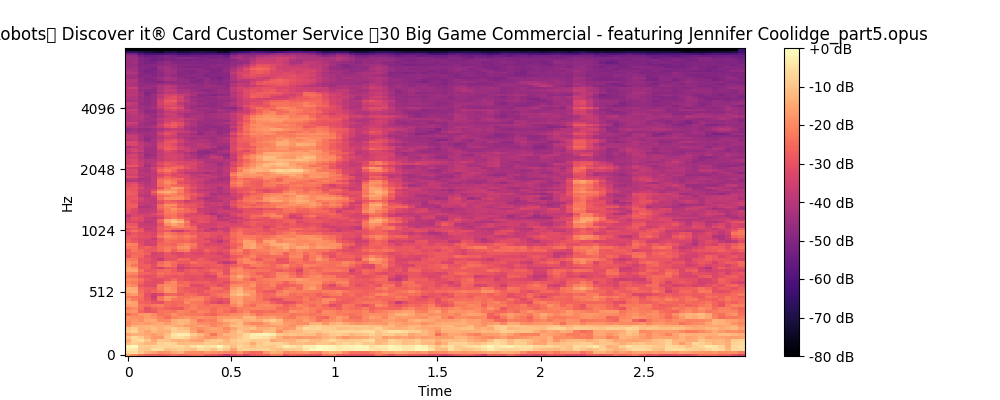 obots▯ Discover it® Card Customer Service ▯30 Big Game Commercial - featuring Jennifer Coolidge_part5.opus
+0 dB
4096
-10 dB
-20 dB
2048
-30 dB
Hz
-40 dB
1024
-50 dB
512
-60 dB
-70 dB
0
-80 dB
0
0.5
1
1.5
2
2.5
Time